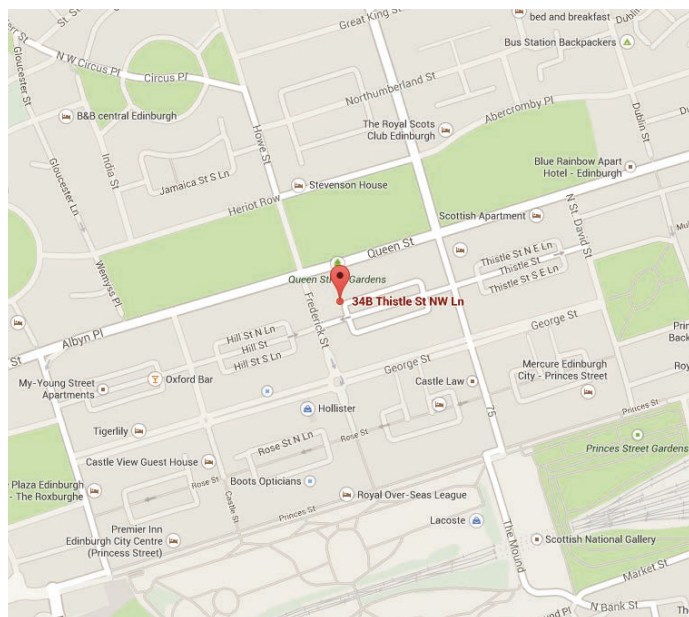 Great King St
bed and breakfast
Dublin
Bus Station Backpackers
N W Circus Pl
Circus Pl
Gloucester St
Northumberland St
Abercromby Pl
B&B central Edinburgh
The Royal Scots
Club Edinburgh
Dublin St
India St
Howe St
Blue Rainbow Apart
Hotel - Edinburgh
Jamaica St S Ln
Stevenson House
Gloucester Ln
Heriot Row
Scottish Apartment
N St. David St
Wemyss Pl
Queen St
Thistle St N E Ln
Thistle St
Thistle St S E Ln
Queen Street Gardens
34B Thistle St NW Ln
Frederick St
Albyn Pl
St
Hill St N Ln
Hill St
Hill St S Ln
George St
George St
My-Young Street
Apartments
Oxford Bar
Castle Law
Mercure Edinburgh
City - Princes Street
Hollister
75
Princes St
Tigerlily
Rose St N Ln
Rose St
Princes Street Gardens
Castle View Guest House
Plaza Edinburgh
- The Roxburghe
Rose St
Castle St
Boots Opticians
Royal Over-Seas League
Princes St
Lacoste
The Mound
Premier Inn
Edinburgh City Centre
(Princess Street)
Scottish National Gallery
Market St
N Bank St